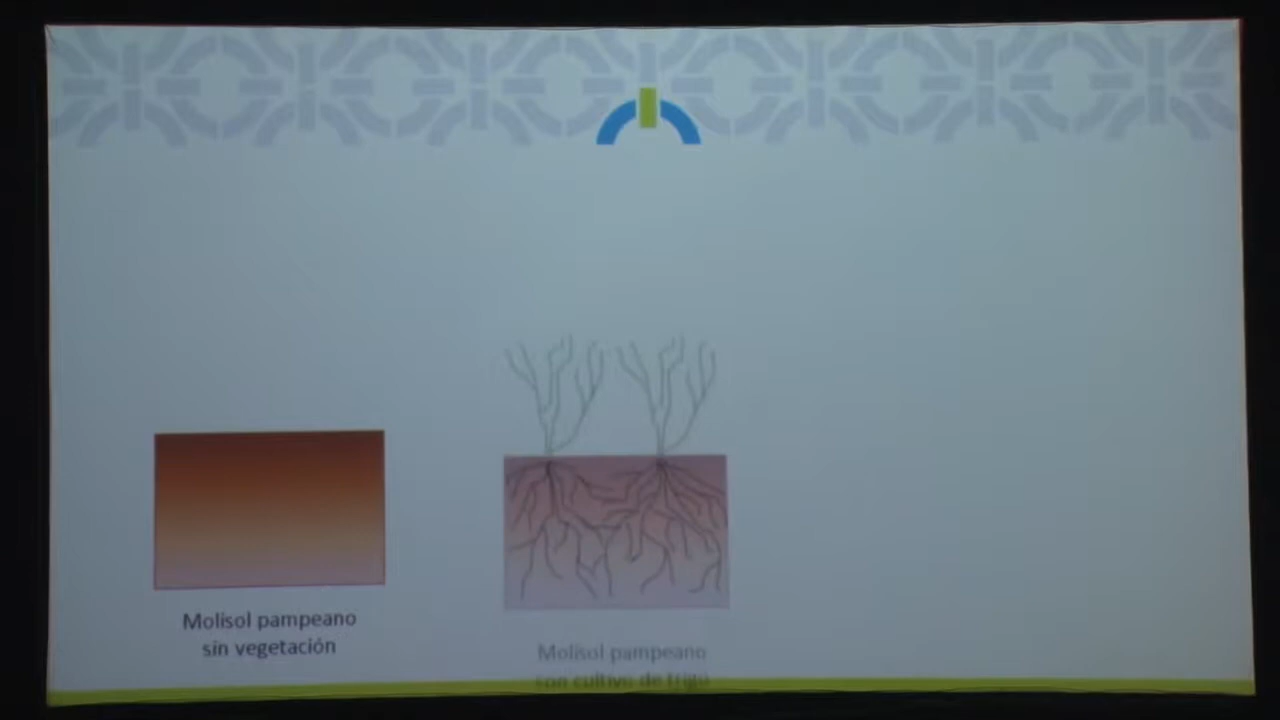 Molisol pampeano
sin vegetación
Molisol pampeano
con cultivo de trigo